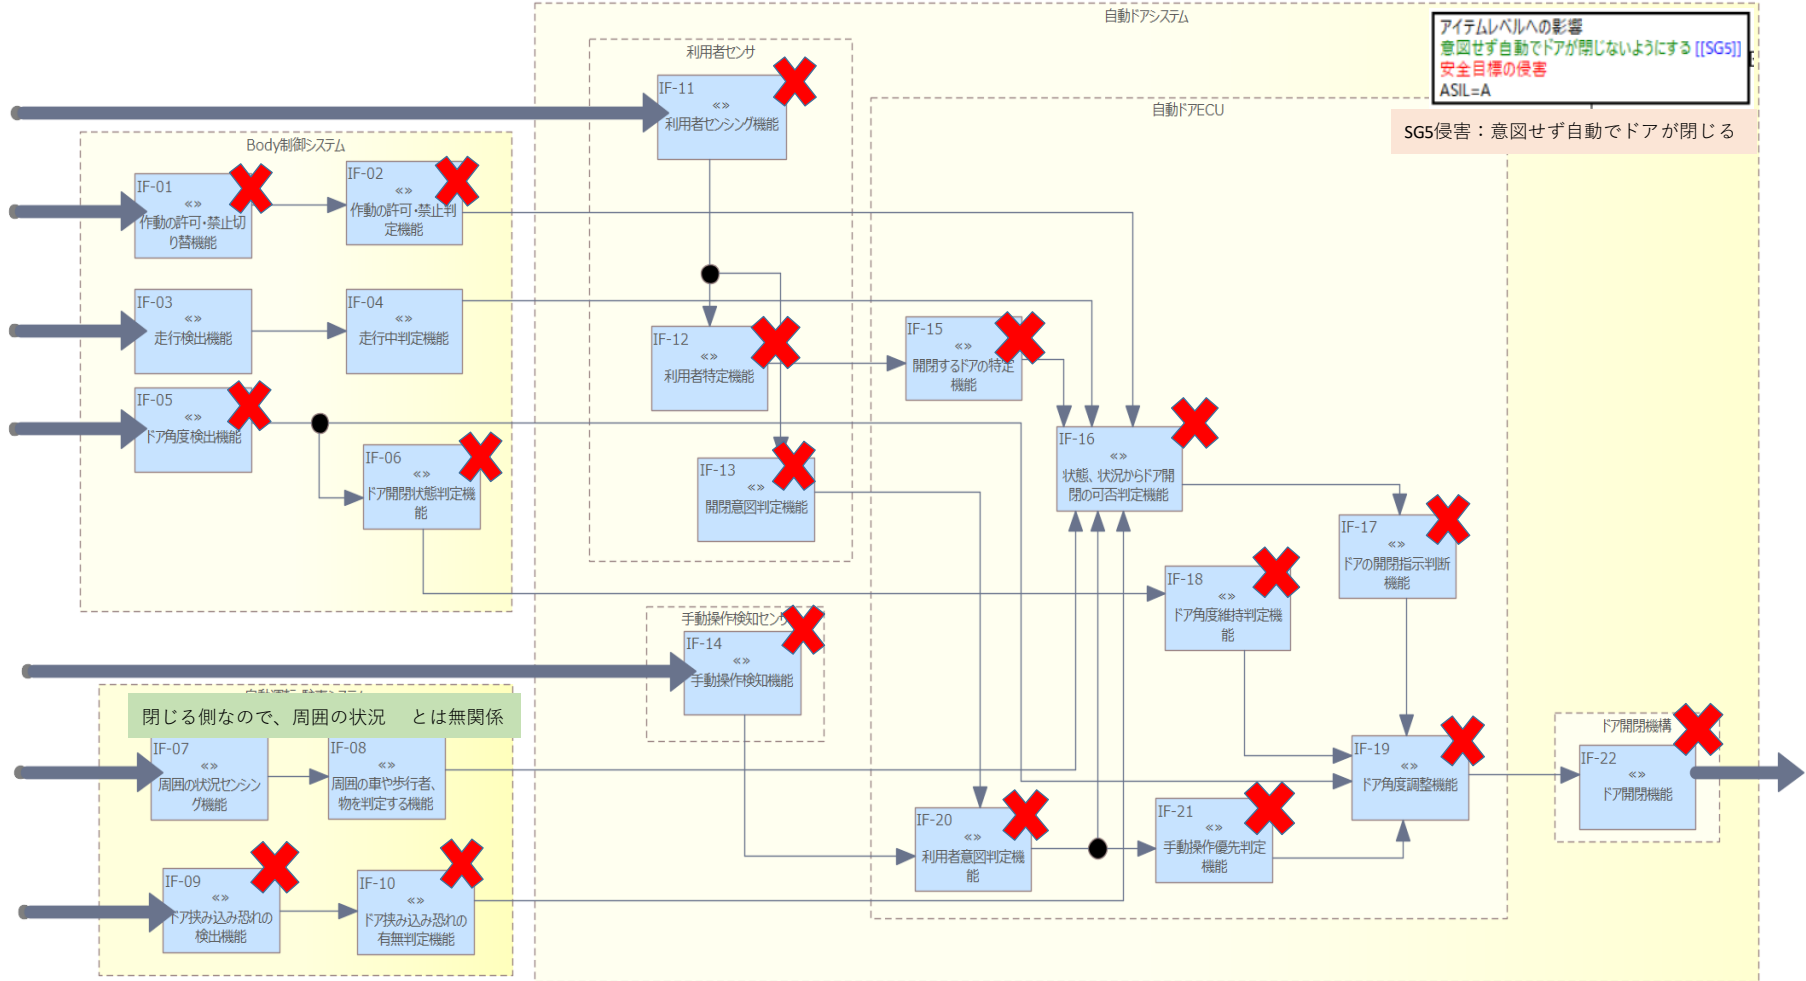 自動ドアシステム
アイテムレベルへの影響
意図せず自動でドアが閉じないようにする [[SG5]]
安全目標の侵害
ASIL=A
SG5侵害：意図せず自動でドアが閉じる
利用者センサ
IF-11
«»
利用者センシング機能
自動ドアECU
Body制御システム
IF-01
«»
作動の許可・禁止切
り替機能
IF-02
«»
作動の許可・禁止判
定機能
IF-03
«»
走行検出機能
IF-04
«»
走行中判定機能
IF-05
«»
ドア角度検出機能
IF-06
«»
ドア開閉状態判定機
能
IF-12
«»
利用者特定機能
IF-13
«»
開閉意図判定機能
IF-15
«»
開閉するドアの特定
機能
IF-16
«»
状態、状況からドア開
閉の可否判定機能
IF-17
«»
ドアの開閉指示判断
機能
IF-18
«»
ドア角度維持判定機
能
手動操作検知センサ
IF-14
«»
手動操作検知機能
閉じる側なので、周囲の状況 とは無関係
IF-07
«»
周囲の状況センシン
グ機能
IF-08
«»
周囲の車や歩行者、
物を判定する機能
IF-09
«»
ドア挟み込み恐れの
検出機能
IF-10
«»
ドア挟み込み恐れの
有無判定機能
IF-20
«»
利用者意図判定機
能
IF-21
«»
手動操作優先判定
機能
IF-19
«»
ドア角度調整機能
ドア開閉機構
IF-22
«»
ドア開閉機能